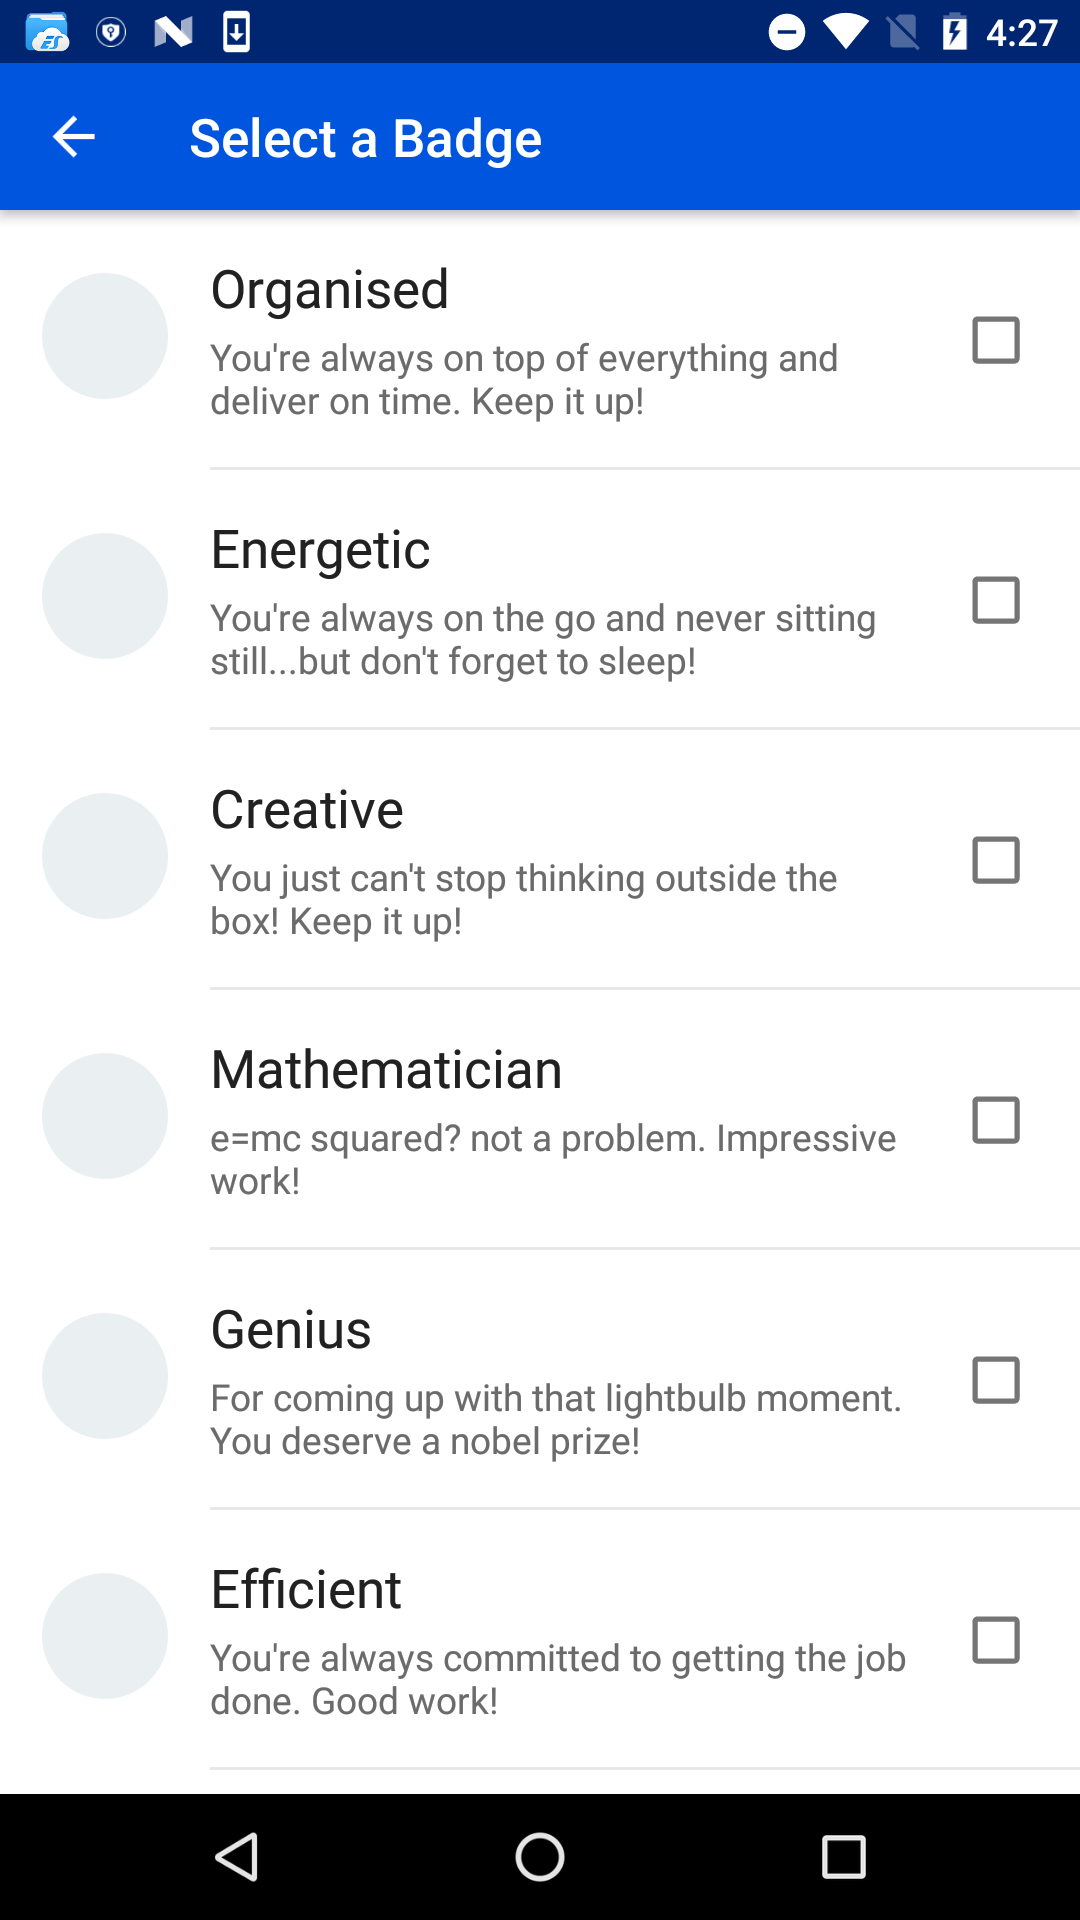 4:27
Select a Badge
Organised
You're always on top of everything and
deliver on time. Keep it up!
Energetic
You're always on the go and never sitting
still...but don't forget to sleep!
Creative
You just can't stop thinking outside the
box! Keep it up!
Mathematician
e=mc squared? not a problem. Impressive
work!
Genius
For coming up with that lightbulb moment.
You deserve a nobel prize!
Efficient
You're always committed to getting the job
done. Good work!